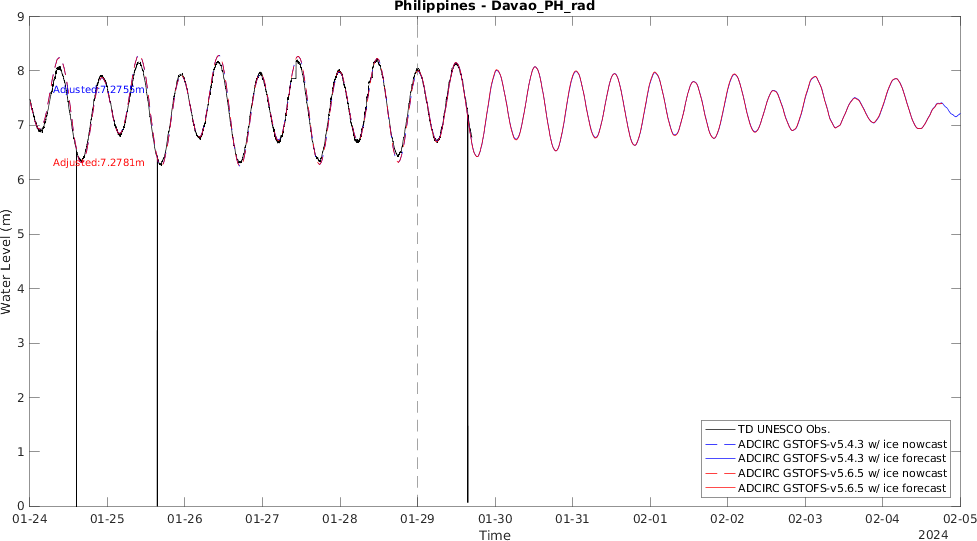 Philippines - Davao_PH_rad
9
8
7
6
5
4
3
2
1
0
Water Level (m)
Adjusted:7.2755m
Adjusted:7.2781m
TD UNESCO Obs.
ADCIRC GSTOFS-v5.4.3 w/ ice nowcast
ADCIRC GSTOFS-v5.4.3 w/ ice forecast
ADCIRC GSTOFS-v5.6.5 w/ ice nowcast
ADCIRC GSTOFS-v5.6.5 w/ ice forecast
01-24 01-25 01-26 01-27 01-28 01-29 01-30 01-31 02-01 02-02 02-03 02-04 02-05
Time
2024